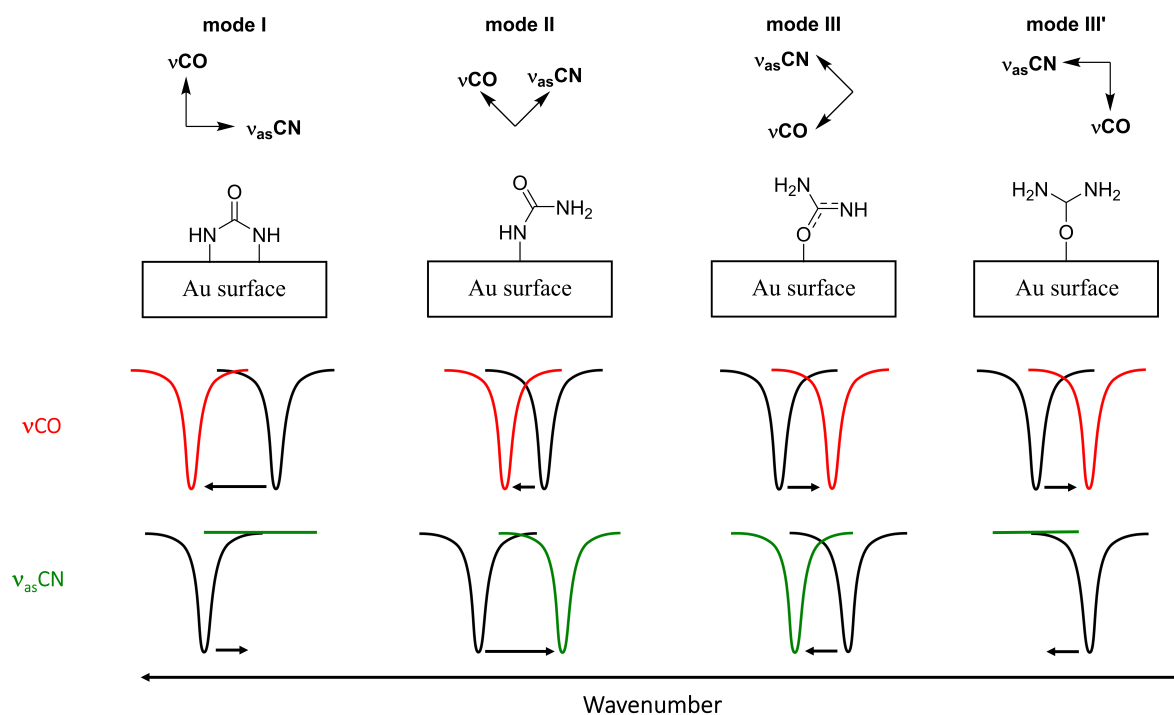 mode I mode II mode III mode III'
νCO
νasCN
νCO νasCN
νasCN
νCO
νasCN
νCO
O
HN NH
O
NH2
HN
H2N
NH
O
H2N NH2
O
Au surface Au surface Au surface Au surface
νCO
νasCN
Wavenumber